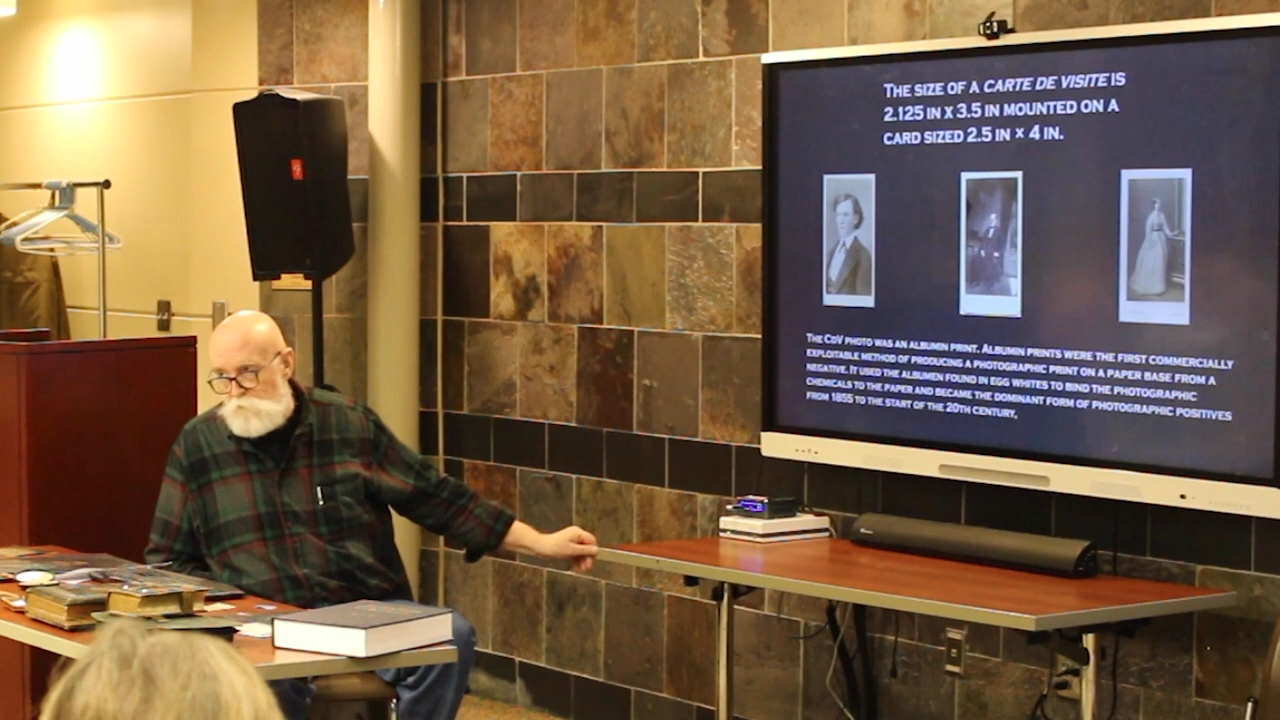 THE SIZE OF A CARTE DE VISITE IS
2.125 IN X 3.5 IN MOUNTED ON A
CARD SIZED 2.5 IN X 4 IN.
THE CDV PHOTO WAS AN ALBUMIN PRINT. ALBUMIN PRINTS WERE THE FIRST COMMERCIALLY
EXPLOITABLE METHOD OF PRODUCING A PHOTOGRAPHIC PRINT ON A PAPER BASE FROM A
NEGATIVE. IT USED THE ALBUMEN FOUND IN EGG WHITES TO BIND THE PHOTOGRAPHIC
CHEMICALS TO THE PAPER AND BECAME THE DOMINANT FORM OF PHOTOGRAPHIC POSITIVES
FROM 1855 TO THE START OF THE 20TH CENTURY,